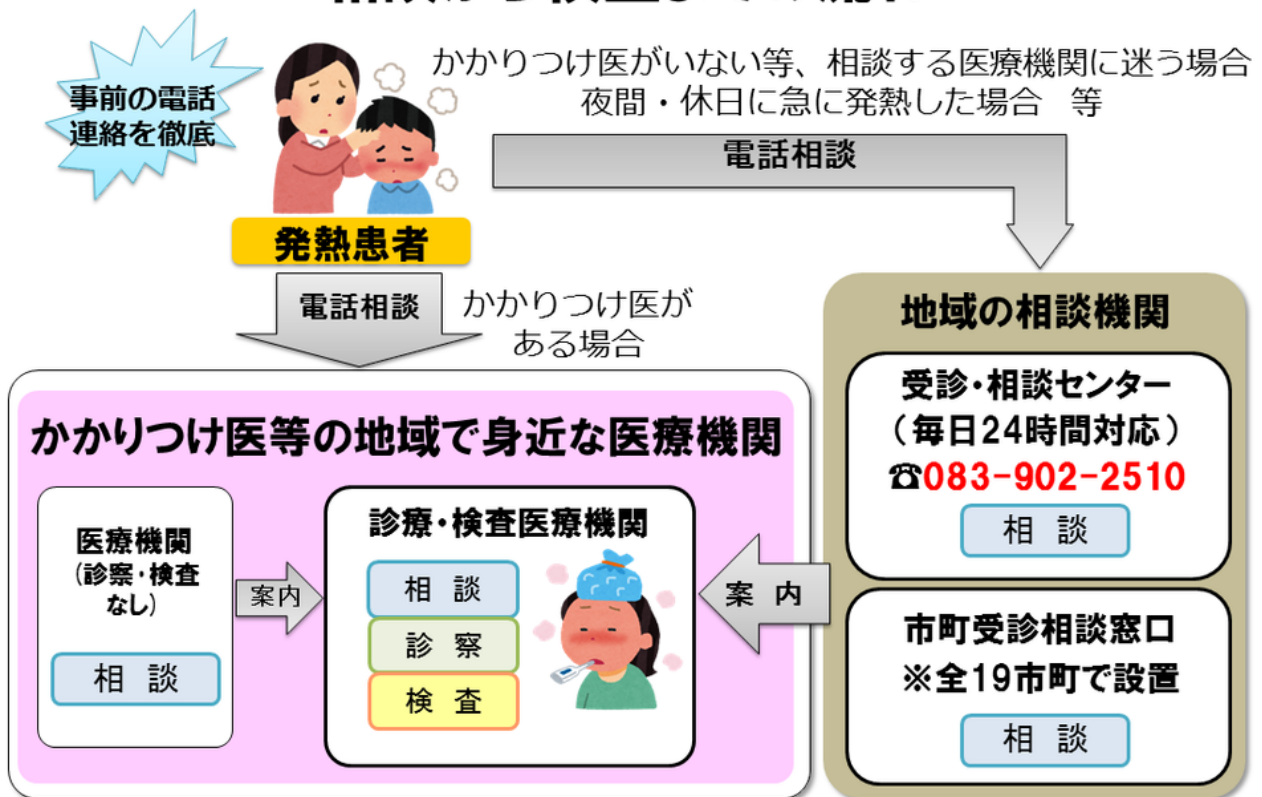 事前の電話
連絡を徹底
かかりつけ医がいない等、相談する医療機関に迷う場合
夜間・休日に急に発熱した場合 等
電話相談
発熱患者
電話相談
かかりつけ医が
ある場合
かかりつけ医等の地域で身近な医療機関
医療機関
(診察・検査
なし)
相 談
案内
診療・検査医療機関
相 談
診 察
検 査
案 内
地域の相談機関
受診・相談センター
(毎日24時間対応)
☎083-902-2510
相 談
市町受診相談窓口
※全19市町で設置
相 談